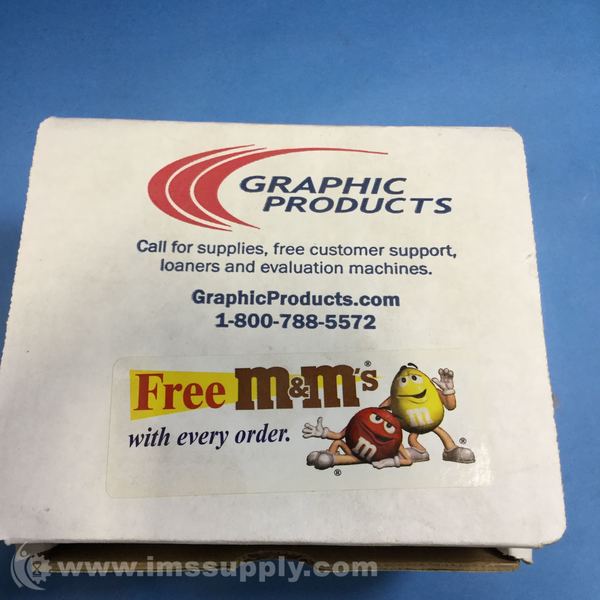 GRAPHIC
PRODUCTS
Call for supplies, free customer support,
loaners and evaluation machines.
GraphicProducts.com
1-800-788-5572
Free m&m's®
with every order.
m
m
®
®
www.imssupply.com